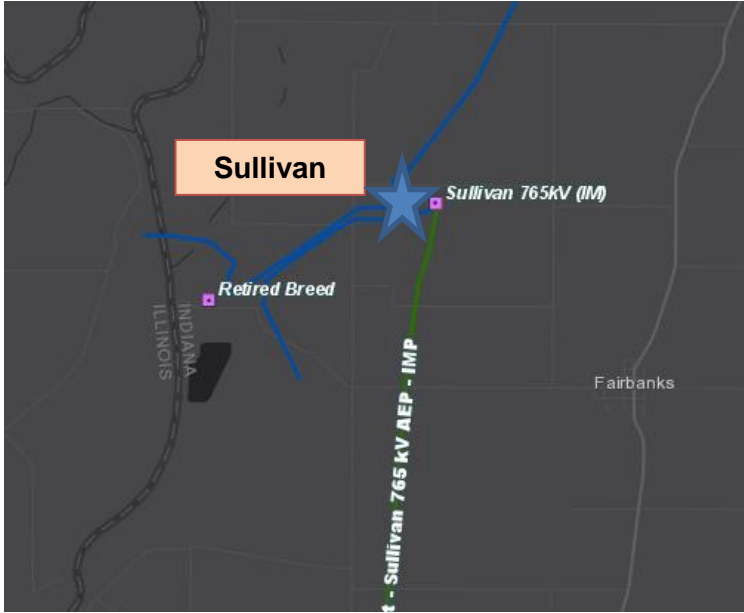 Sullivan
Sullivan 765kV (IM)
Retired Breed
ILLINOIS
INDIANA
Fairbanks
t - Sullivan 765 kV AEP - IMP